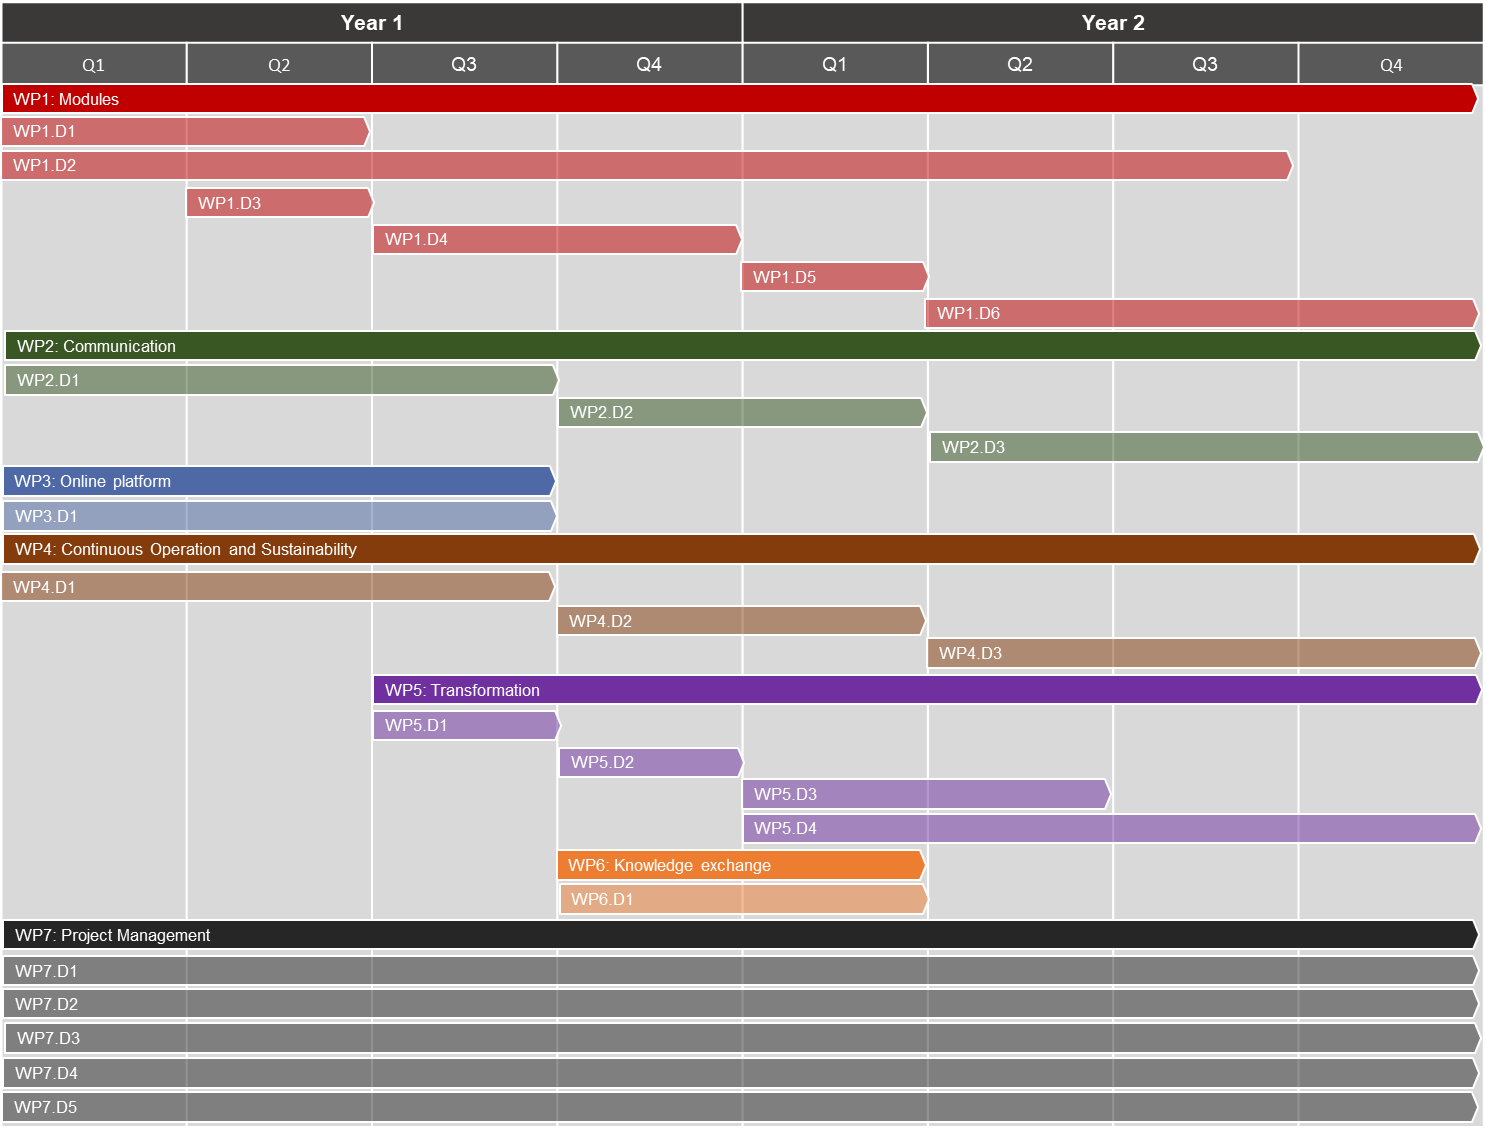 Year 1 Year 2
Q1 Q2 Q3 Q4 Q1 Q2 Q3 Q4
WP1: Modules
WP1.D1
WP1.D2
WP1.D3
WP1.D4
WP1.D5
WP1.D6
WP2: Communication
WP2.D1
WP2.D2
WP2.D3
WP3: Online platform
WP3.D1
WP4: Continuous Operation and Sustainability
WP4.D1
WP4.D2
WP4.D3
WP5: Transformation
WP5.D1
WP5.D2
WP5.D3
WP5.D4
WP6: Knowledge exchange
WP6.D1
WP7: Project Management
WP7.D1
WP7.D2
WP7.D3
WP7.D4
WP7.D5